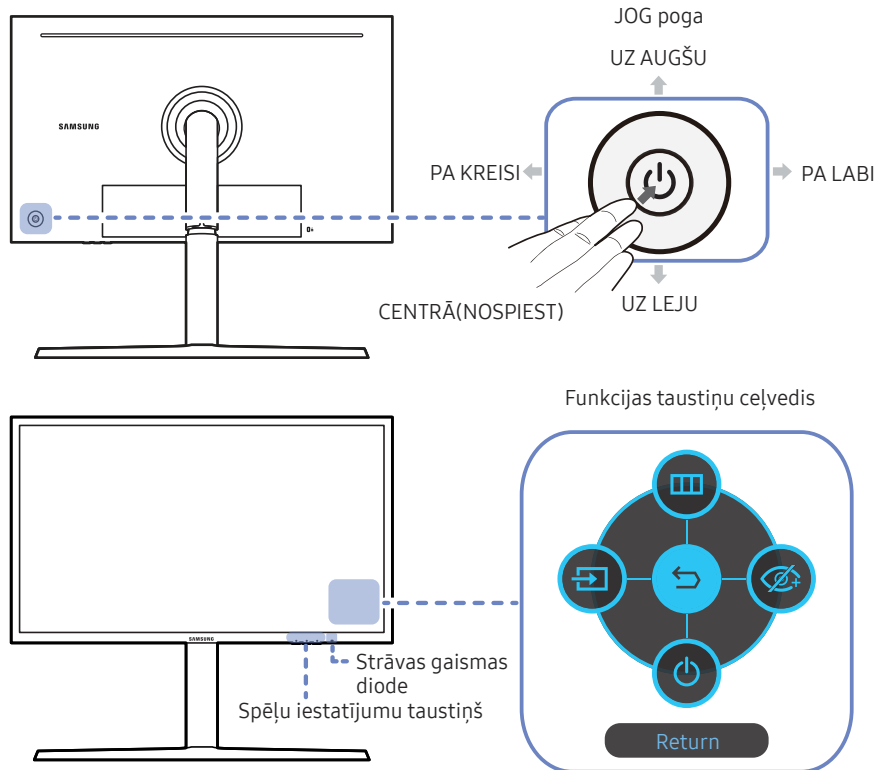 JOG poga
UZ AUGŠU
SAMSUNG
PA KREISI
PA LABI
UZ LEJU
CENTRĀ(NOSPIEST)
Funkcijas taustiņu ceļvedis
SAMSUNG
Strāvas gaismas
diode
Spēļu iestatījumu taustiņš
Return